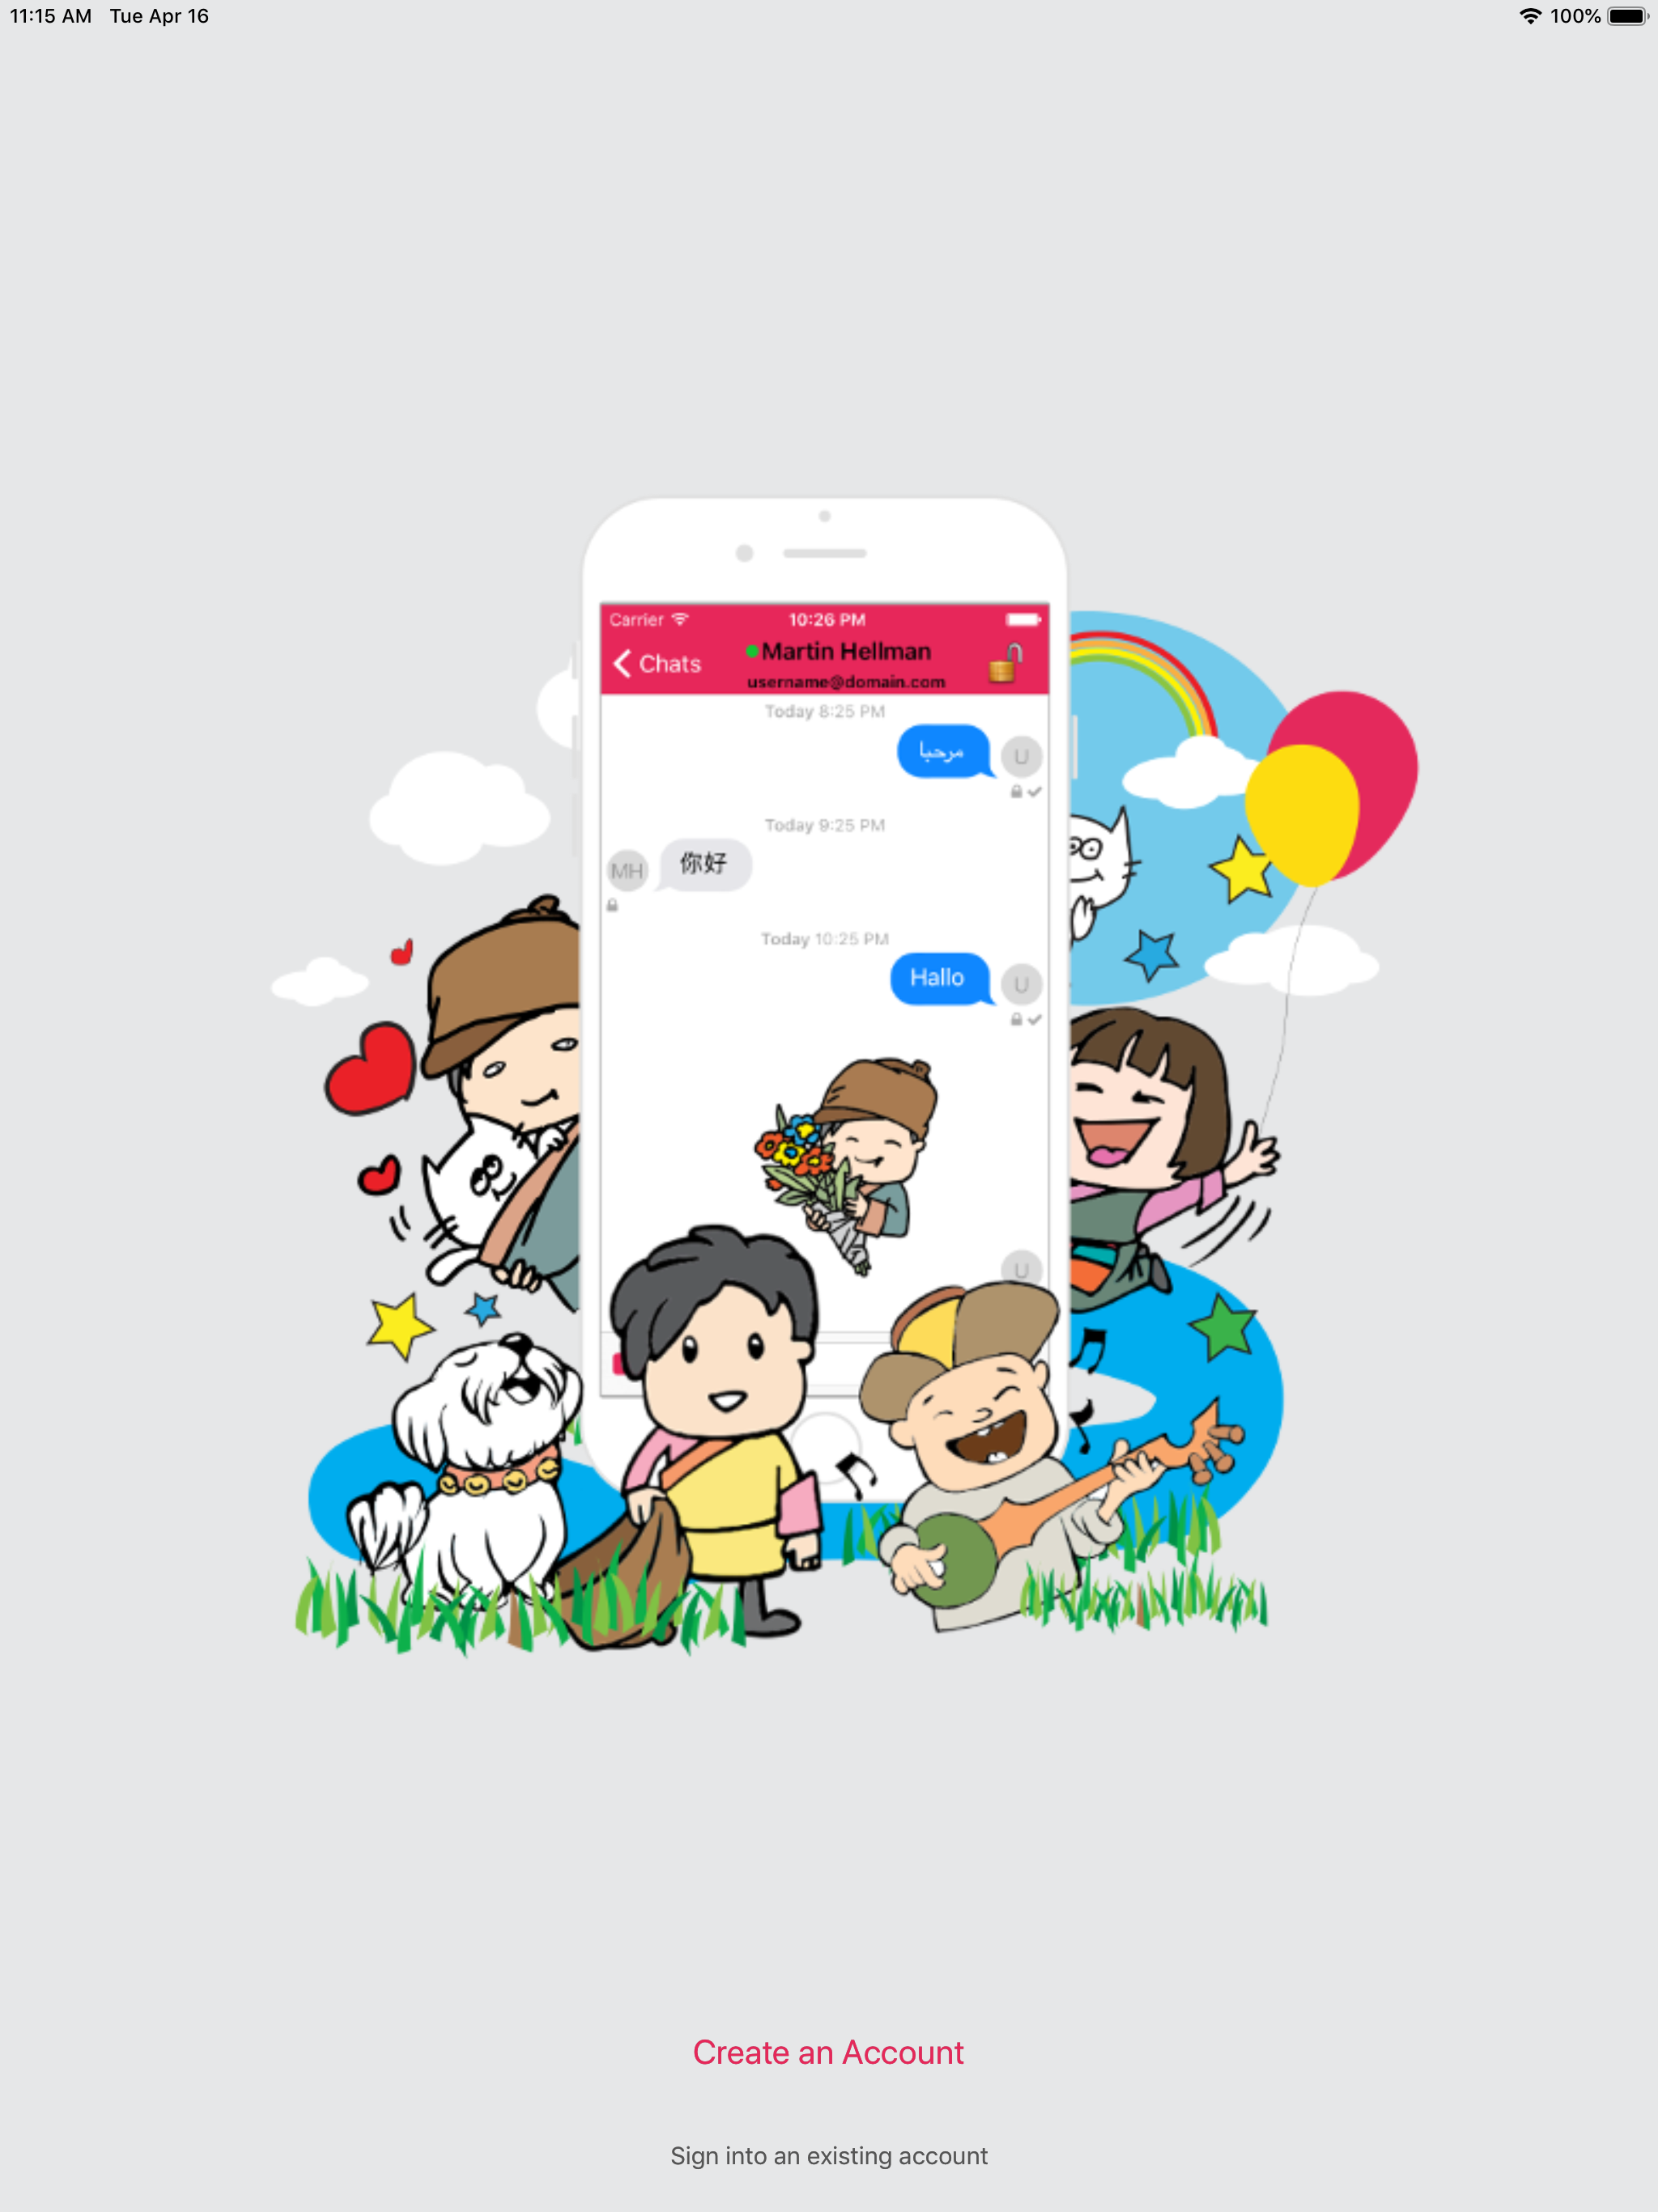 11:15 AM Tue Apr 16 100%
Carrier 10:26 PM
Chats Martin Hellman
username@domain.com
Today 8:25 PM
مرحبا U
Today 9:25 PM
MH 你好
Today 10:25 PM
Hallo U
U
Create an Account
Sign into an existing account